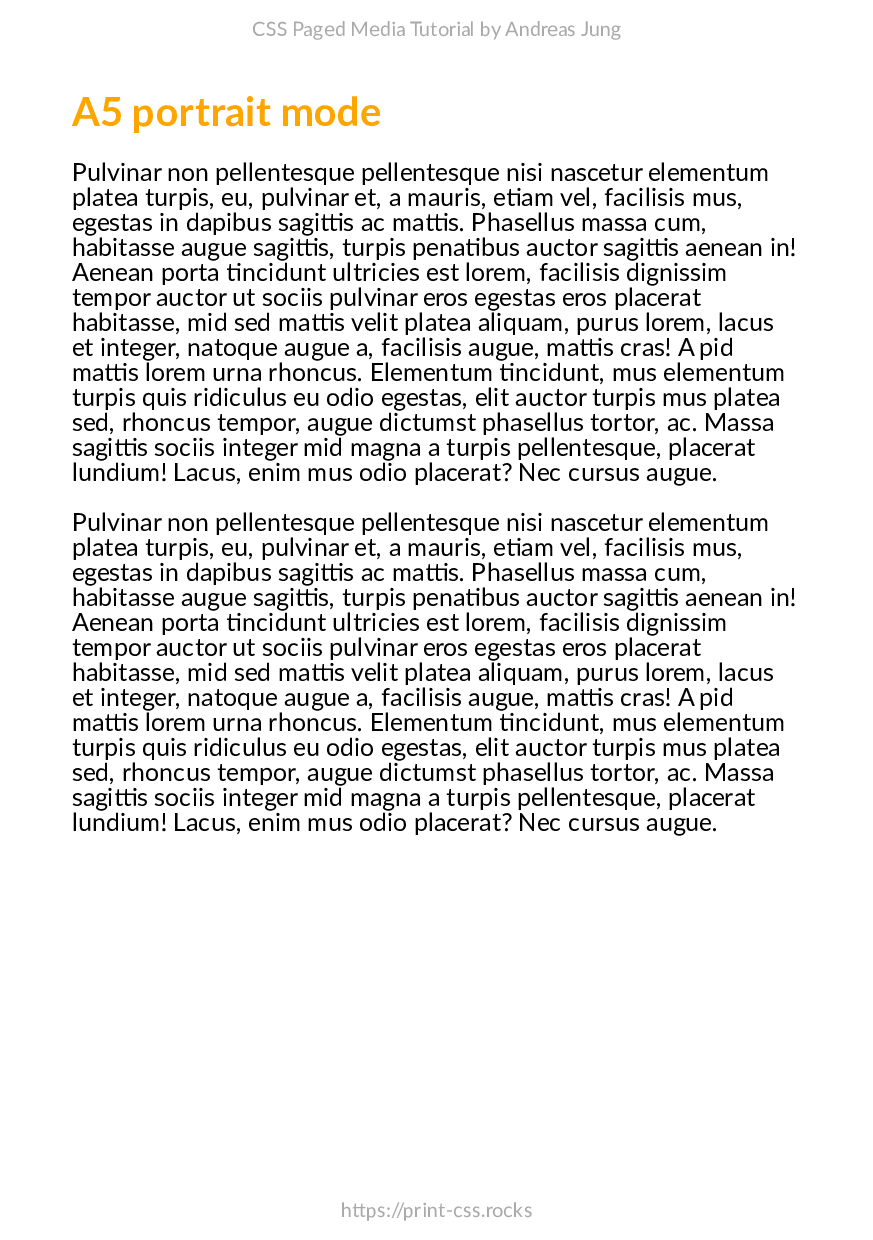 CSS Paged Media Tutorial by Andreas Jung
A5 portrait mode
Pulvinar non pellentesque pellentesque nisi nascetur elementum
platea turpis, eu, pulvinar et, a mauris, etiam vel, facilisis mus,
egestas in dapibus sagittis ac mattis. Phasellus massa cum,
habitasse augue sagittis, turpis penatibus auctor sagittis aenean in!
Aenean porta tincidunt ultricies est lorem, facilisis dignissim
tempor auctor ut sociis pulvinar eros egestas eros placerat
habitasse, mid sed mattis velit platea aliquam, purus lorem, lacus
et integer, natoque augue a, facilisis augue, mattis cras! A pid
mattis lorem urna rhoncus. Elementum tincidunt, mus elementum
turpis quis ridiculus eu odio egestas, elit auctor turpis mus platea
sed, rhoncus tempor, augue dictumst phasellus tortor, ac. Massa
sagittis sociis integer mid magna a turpis pellentesque, placerat
lundium! Lacus, enim mus odio placerat? Nec cursus augue.
Pulvinar non pellentesque pellentesque nisi nascetur elementum
platea turpis, eu, pulvinar et, a mauris, etiam vel, facilisis mus,
egestas in dapibus sagittis ac mattis. Phasellus massa cum,
habitasse augue sagittis, turpis penatibus auctor sagittis aenean in!
Aenean porta tincidunt ultricies est lorem, facilisis dignissim
tempor auctor ut sociis pulvinar eros egestas eros placerat
habitasse, mid sed mattis velit platea aliquam, purus lorem, lacus
et integer, natoque augue a, facilisis augue, mattis cras! A pid
mattis lorem urna rhoncus. Elementum tincidunt, mus elementum
turpis quis ridiculus eu odio egestas, elit auctor turpis mus platea
sed, rhoncus tempor, augue dictumst phasellus tortor, ac. Massa
sagittis sociis integer mid magna a turpis pellentesque, placerat
lundium! Lacus, enim mus odio placerat? Nec cursus augue.
https://print-css.rocks